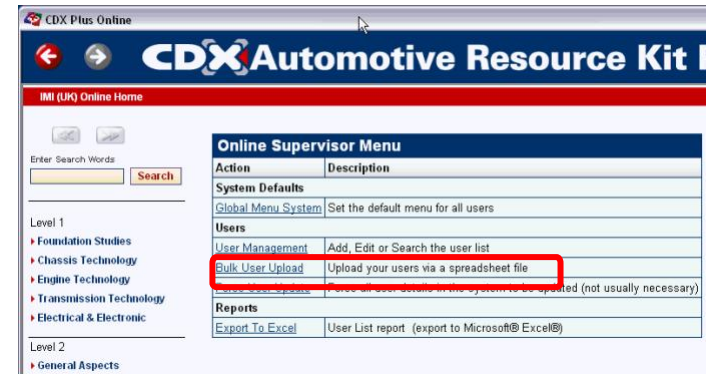 CDX Plus Online
CDX Automotive Resource Kit
IMI (UK) Online Home
Enter Search Words
Search
Level 1
Foundation Studies
Chassis Technology
Engine Technology
Transmission Technology
Electrical & Electronic
Level 2
General Aspects
Online Supervisor Menu
Action Description
System Defaults
Global Menu System Set the default menu for all users
Users
User Management Add, Edit or Search the user list
Bulk User Upload Upload your users via a spreadsheet file
Force User Update Force all user details in the system to be updated (not usually necessary)
Reports
Export To Excel User List report (export to Microsoft® Excel®)